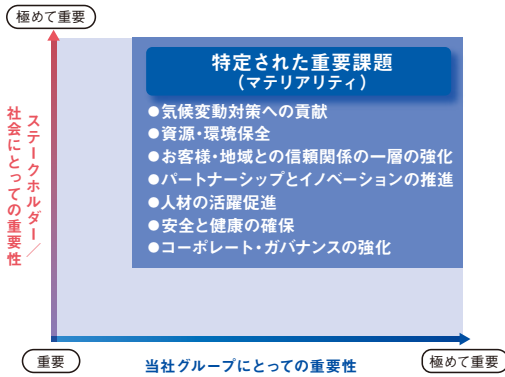 極めて重要
特定された重要課題
（マテリアリティ）
●気候変動対策への貢献
●資源・環境保全
●お客様・地域との信頼関係の一層の強化
●パートナーシップとイノベーションの推進
●人材の活躍促進
●安全と健康の確保
●コーポレート・ガバナンスの強化
ステークホルダー／
社会にとっての重要性
重要
当社グループにとっての重要性
極めて重要